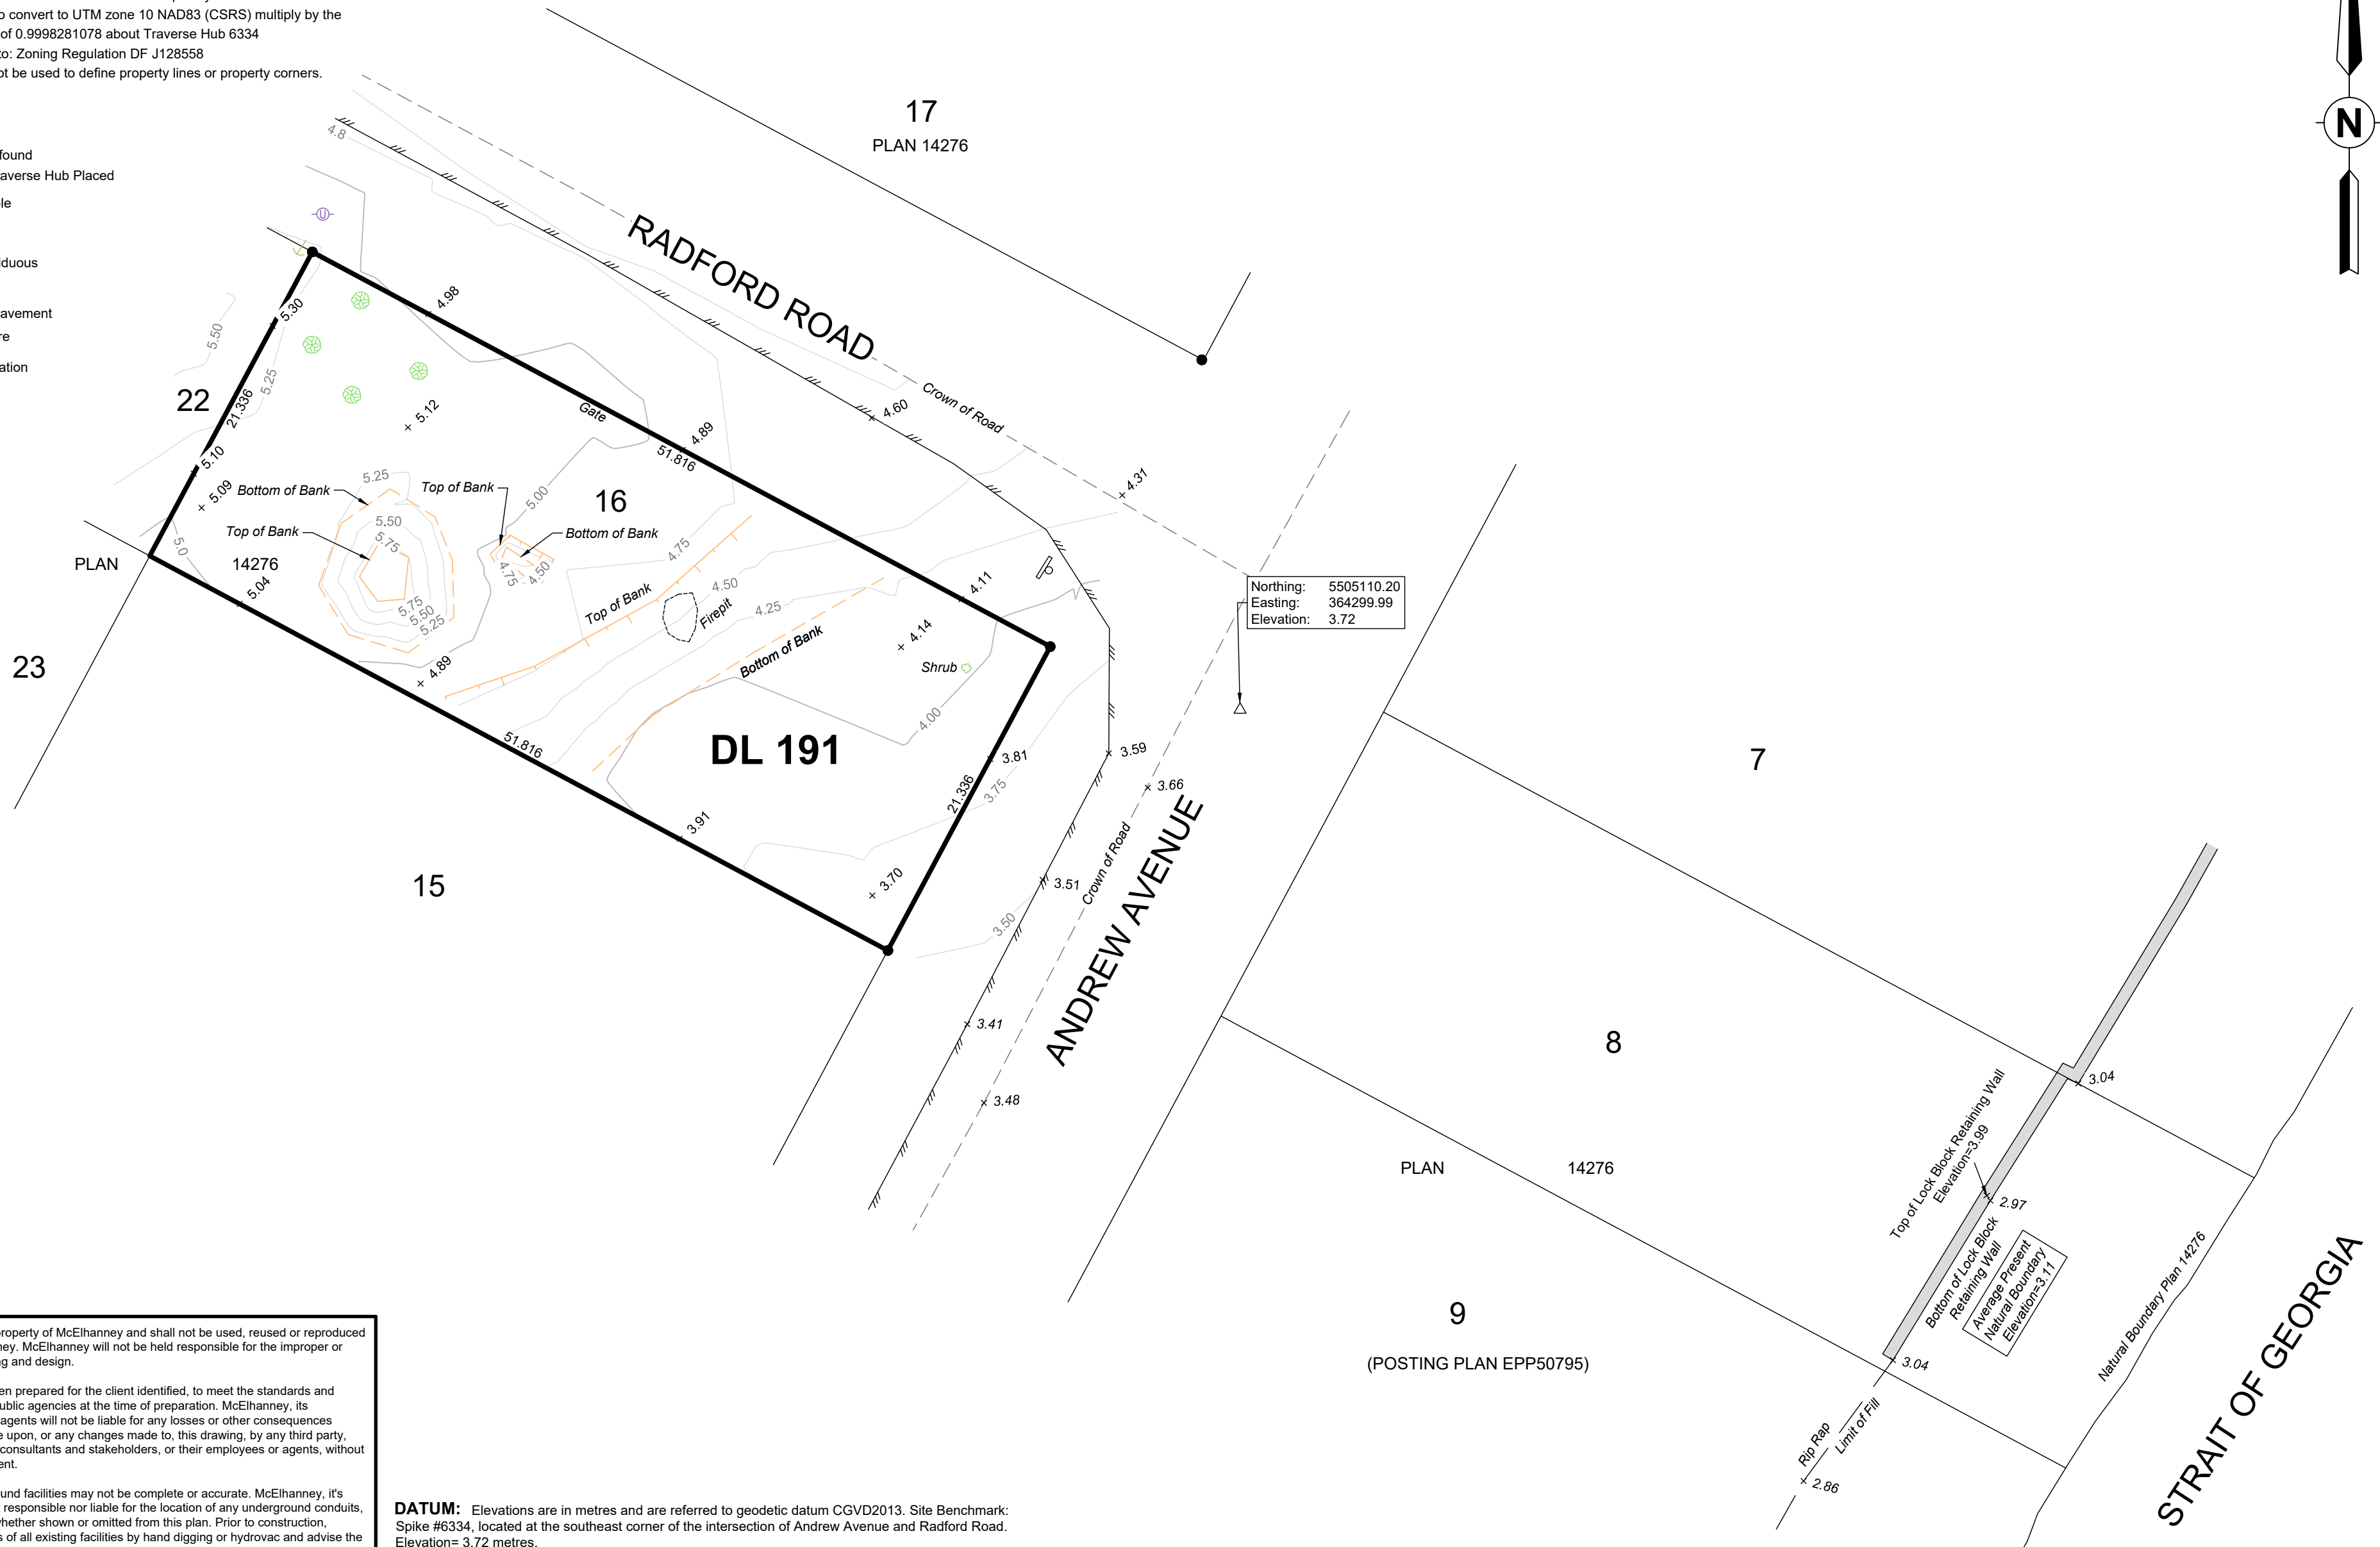 o convert to UTM zone 10 NAD83 (CSRS) multiply by the
of 0.9998281078 about Traverse Hub 6334
to: Zoning Regulation DF J128558
ot be used to define property lines or property corners.
found
averse Hub Placed
le
iduous
avement
re
ation
N
17
PLAN 14276
4.8
U
RADFORD ROAD
Crown of Road
4.60
4.31
4.98
5.30
5.50
5.25
22
21.336
5.12
Gate
4.89
51.816
5.10
5.09
Bottom of Bank
5.25
Top of Bank
5.00
16
Bottom of Bank
Top of Bank
5.50
5.75
5.0
PLAN
14276
5.04
5.75
5.50
5.25
4.75
4.50
4.75
Top of Bank
4.50
Firepit
4.25
Bottom of Bank
4.11
4.14
Shrub
4.00
4.89
23
51.816
DL 191
3.81
21.336
3.75
3.91
3.70
15
3.50
Northing: 5505110.20
Easting: 364299.99
Elevation: 3.72
3.59
3.66
3.51
Crown of Road
ANDREW AVENUE
3.41
3.48
7
8
PLAN 14276
9
(POSTING PLAN EPP50795)
3.04
Top of Lock Block Retaining Wall
Elevation=3.99
2.97
Bottom of Lock Block
Retaining Wall
Average Present
Natural Boundary
Elevation=3.11
3.04
Natural Boundary Plan 14276
Rip Rap
Limit of Fill
2.86
STRAIT OF GEORGIA
property of McElhanney and shall not be used, reused or reproduced
ney. McElhanney will not be held responsible for the improper or
ng and design.
en prepared for the client identified, to meet the standards and
ublic agencies at the time of preparation. McElhanney, its
agents will not be liable for any losses or other consequences
e upon, or any changes made to, this drawing, by any third party,
consultants and stakeholders, or their employees or agents, without
ent.
und facilities may not be complete or accurate. McElhanney, it's
t responsible nor liable for the location of any underground conduits,
whether shown or omitted from this plan. Prior to construction,
s of all existing facilities by hand digging or hydrovac and advise the
DATUM: Elevations are in metres and are referred to geodetic datum CGVD2013. Site Benchmark:
Spike #6334, located at the southeast corner of the intersection of Andrew Avenue and Radford Road.
Elevation= 3.72 metres.